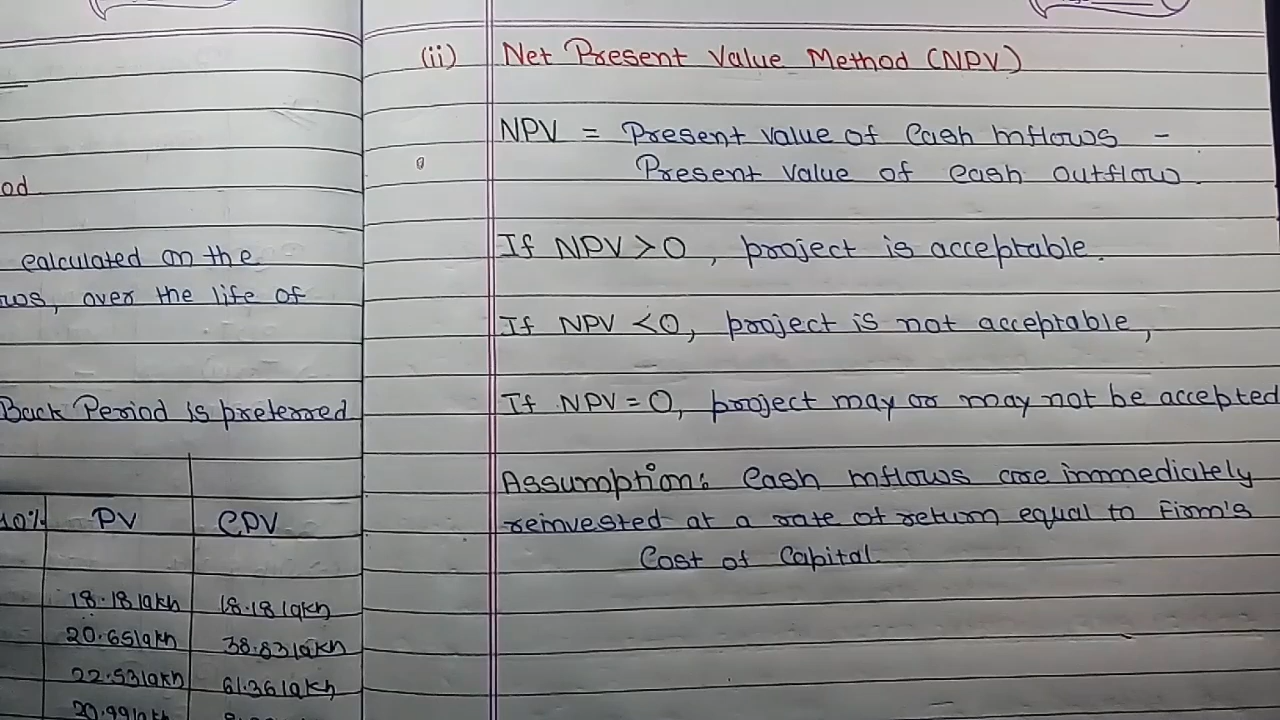 od
calculated on the
ws, over the life of
Back Period is preferred
10% PV CPV
18.18 lakh 18.18 lakh
20.65 lakh 38.83 lakh
22.53 lakh 61.36 lakh
20.99 lakh
(ii) Net Present Value Method (NPV)
NPV = Present value of Cash inflows -
Present value of cash outflow.
If NPV > 0, project is acceptable.
If NPV < 0, project is not acceptable,
If NPV = 0, project may or may not be accepted
Assumption: Cash inflows are immediately
reinvested at a rate of return equal to Firm's
Cost of Capital.